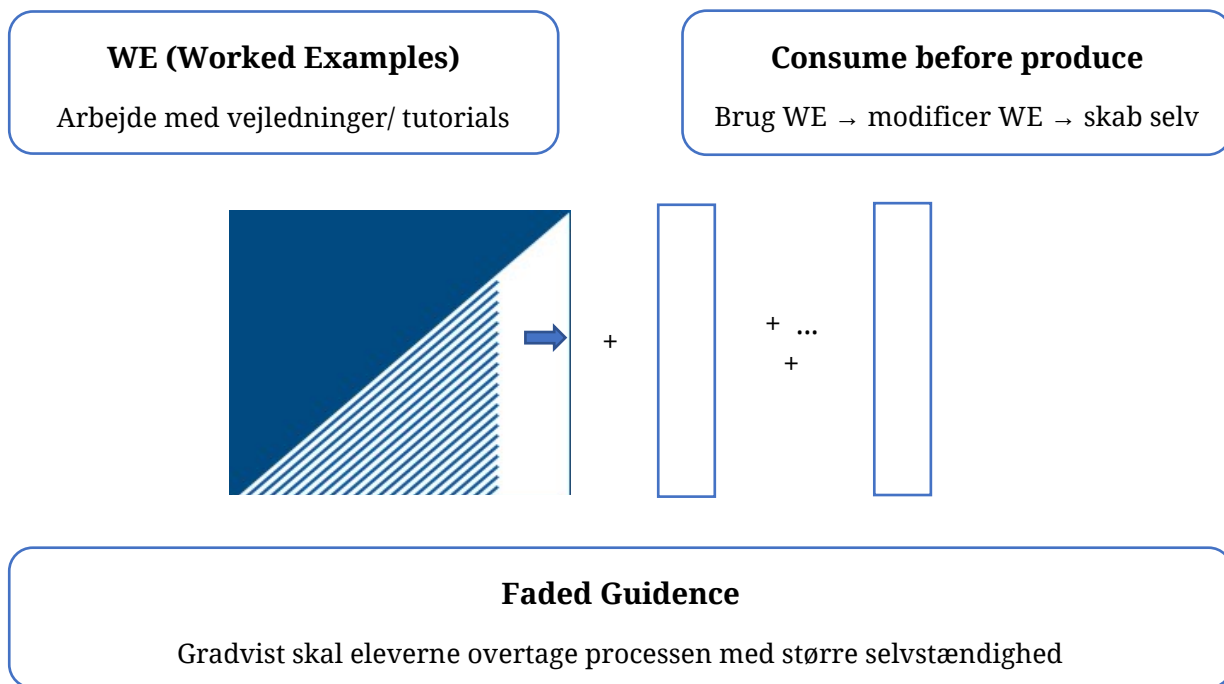 WE (Worked Examples)
Arbejde med vejledninger/ tutorials
Consume before produce
Brug WE → modificer WE → skab selv
+
+ ...
+
Faded Guidence
Gradvist skal eleverne overtage processen med større selvstændighed